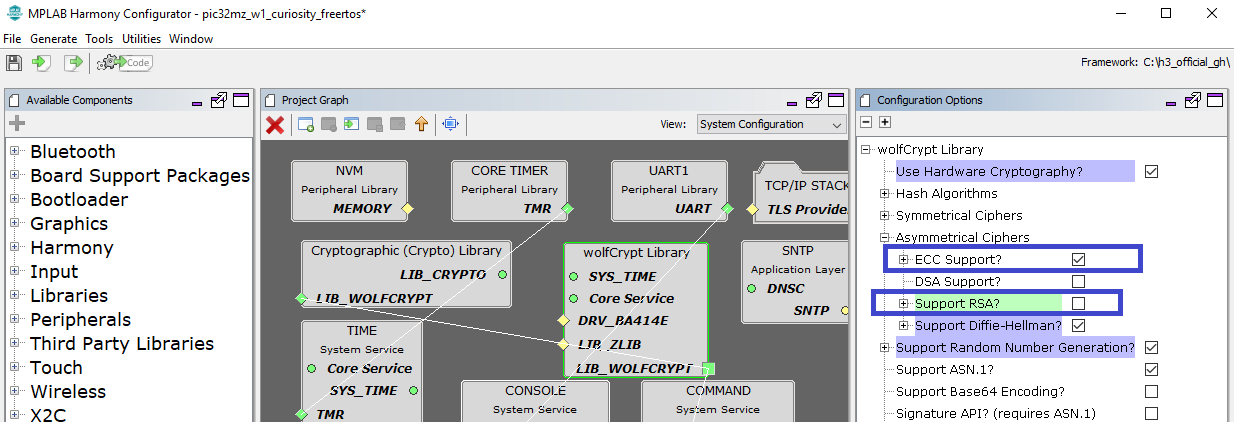 MPLAB Harmony Configurator - pic32mz_w1_curiosity_freertos*
File Generate Tools Utilities Window
Code
Framework: C:\h3_official_gh\
Available Components
Bluetooth
Board Support Packages
Bootloader
Graphics
Harmony
Input
Libraries
Peripherals
Third Party Libraries
Touch
Wireless
X2C
Project Graph
View: System Configuration
NVM
Peripheral Library
MEMORY
CORE TIMER
Peripheral Library
TMR
UART1
Peripheral Library
UART
TCP/IP STACK
TLS Provide
Cryptographic (Crypto) Library
LIB_CRYPTO
LIB_WOLFCRYPT
wolfCrypt Library
SYS_TIME
Core Service
DRV_BA414E
LIB_ZLIB
LIB_WOLFCRYPT
SNTP
Application Layer
DNSC
SNTP
TIME
System Service
Core Service
SYS_TIME
TMR
CONSOLE
System Service
COMMAND
System Service
Configuration Options
wolfCrypt Library
Use Hardware Cryptography?
Hash Algorithms
Symmetrical Ciphers
Asymmetrical Ciphers
ECC Support?
DSA Support?
Support RSA?
Support Diffie-Hellman?
Support Random Number Generation?
Support ASN.1?
Support Base64 Encoding?
Signature API? (requires ASN.1)